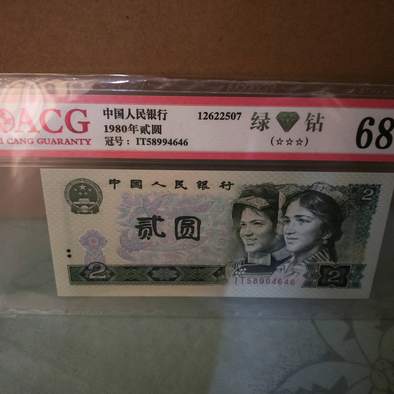 ACG
CANG GUARANTY
中国人民银行
1980年贰圆
冠号：IT58994646
12622507
绿 钻
(☆☆☆)
68
中国人民银行
2
贰圆
2
IT58994646
2